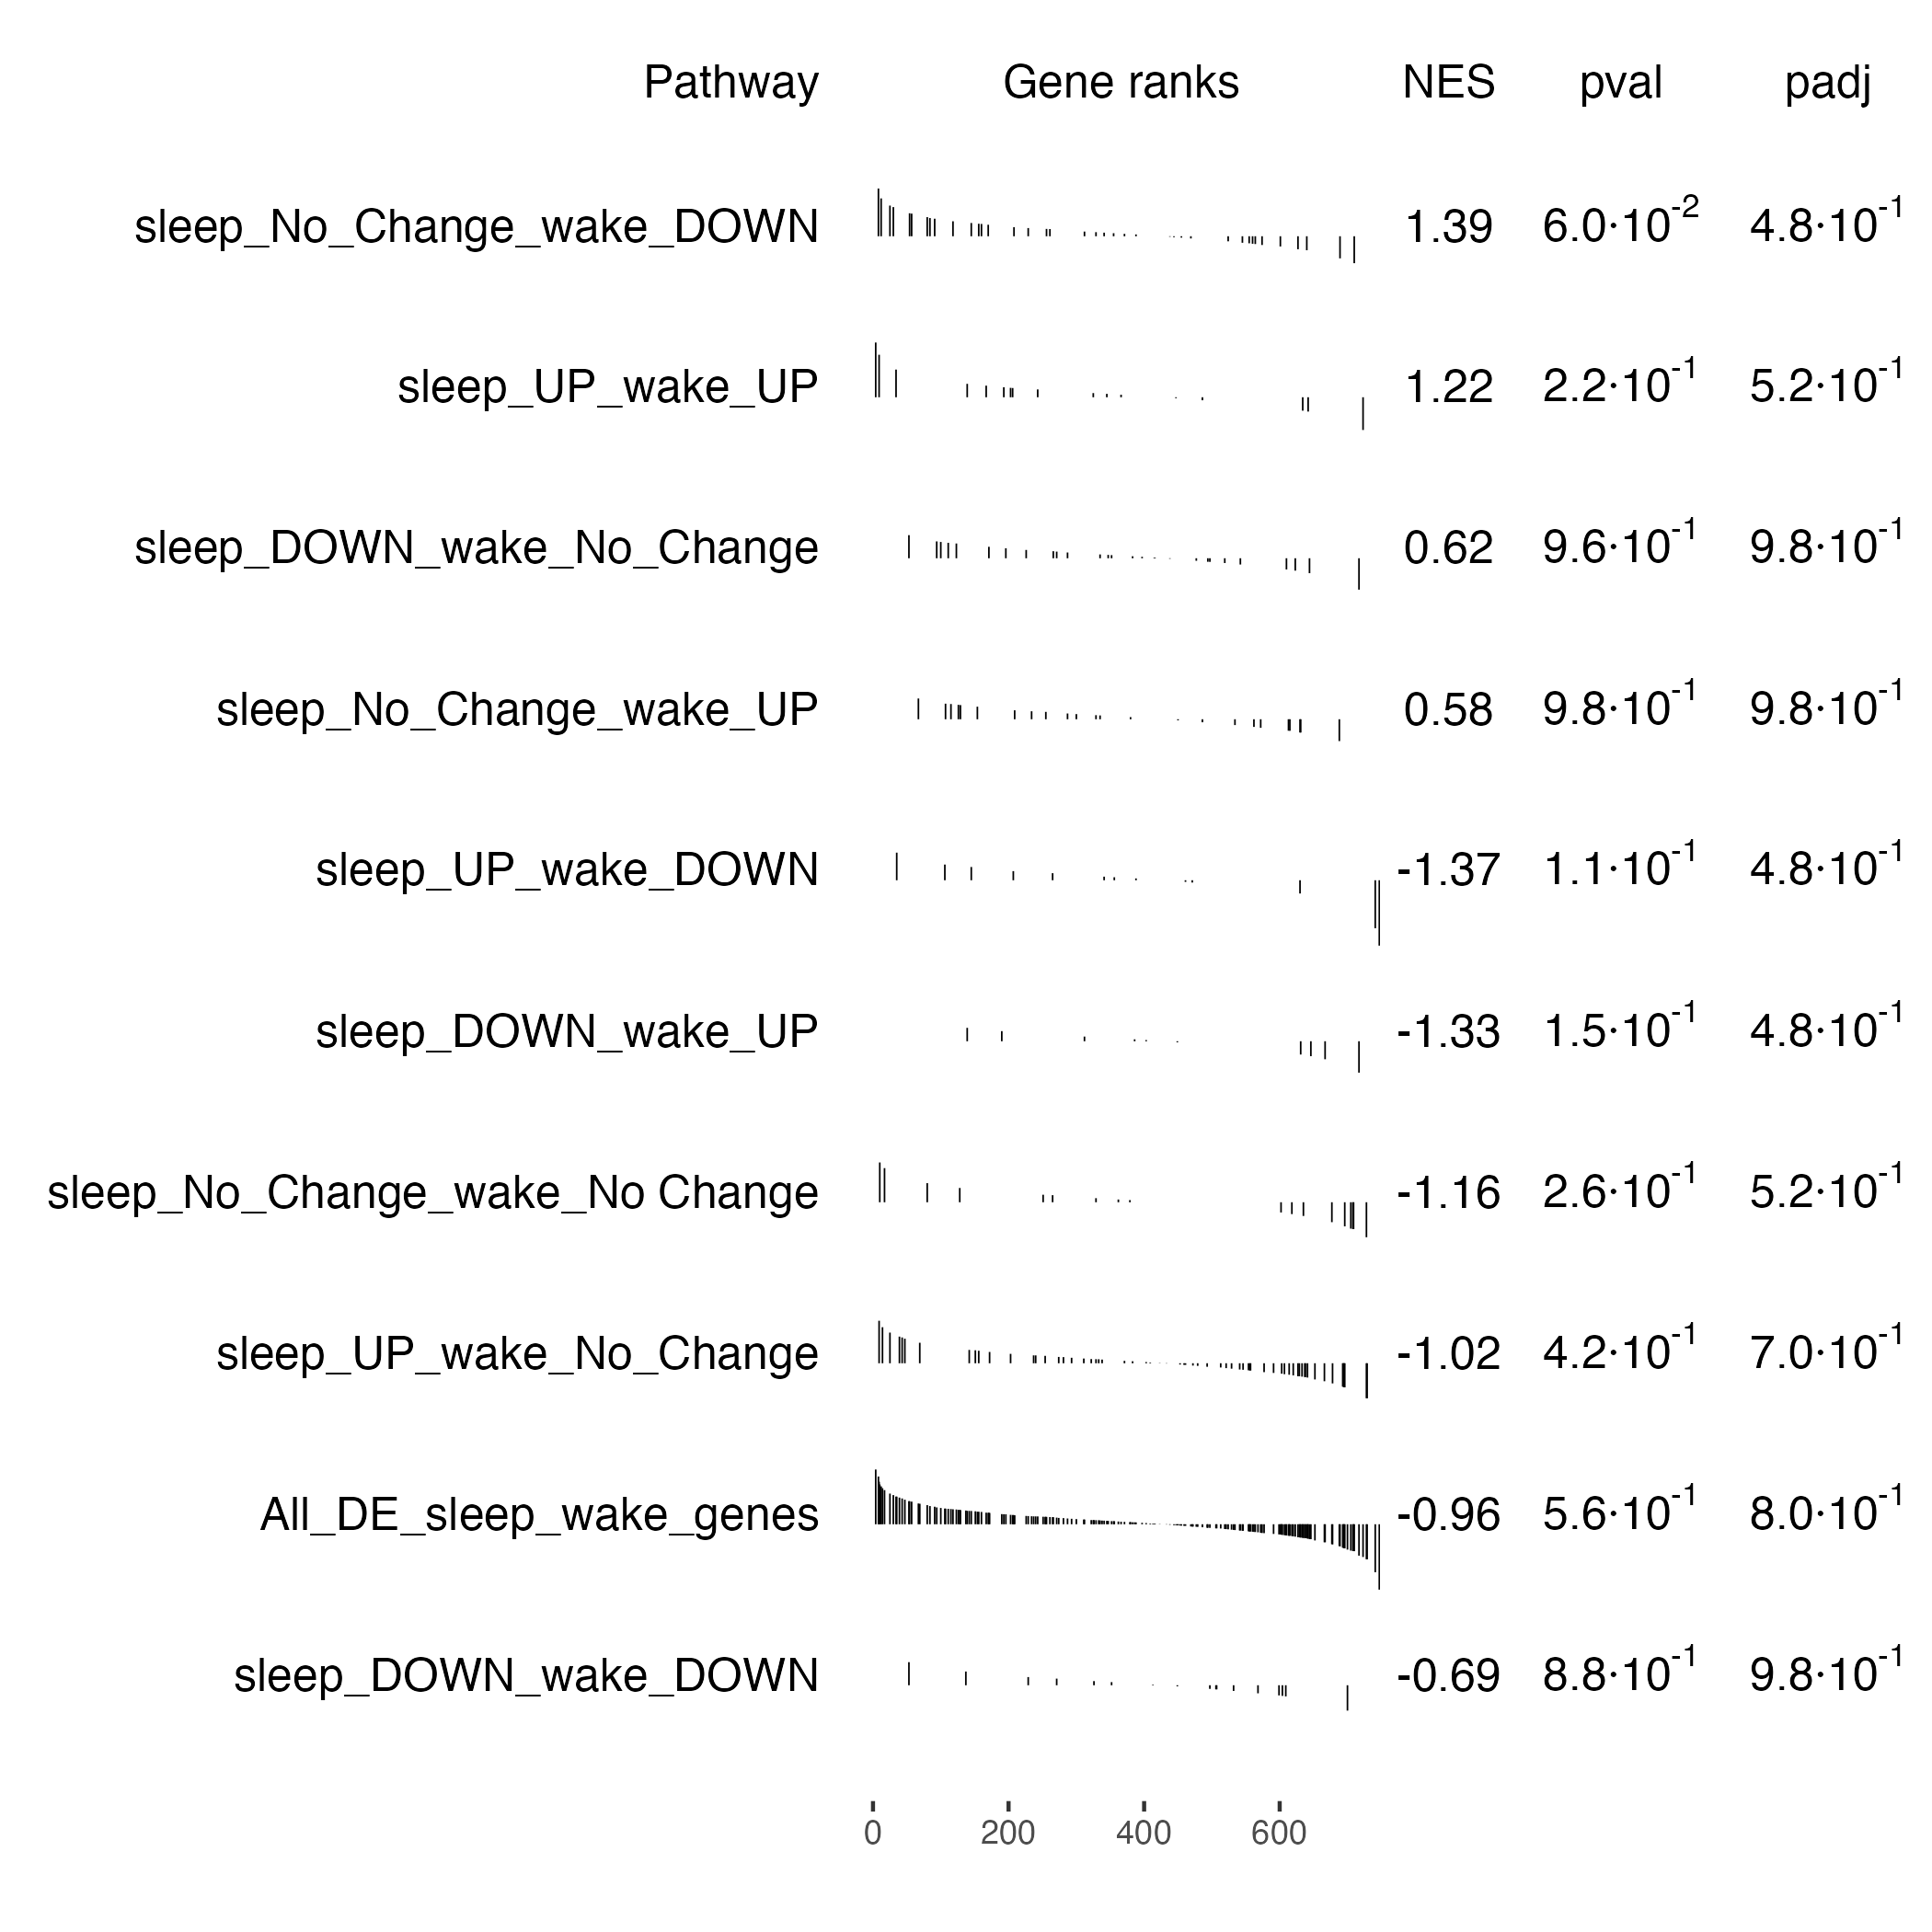 Pathway Gene ranks NES pval padj
sleep_No_Change_wake_DOWN 1.39 6.0·10⁻² 4.8·10⁻¹
sleep_UP_wake_UP 1.22 2.2·10⁻¹ 5.2·10⁻¹
sleep_DOWN_wake_No_Change 0.62 9.6·10⁻¹ 9.8·10⁻¹
sleep_No_Change_wake_UP 0.58 9.8·10⁻¹ 9.8·10⁻¹
sleep_UP_wake_DOWN -1.37 1.1·10⁻¹ 4.8·10⁻¹
sleep_DOWN_wake_UP -1.33 1.5·10⁻¹ 4.8·10⁻¹
sleep_No_Change_wake_No Change -1.16 2.6·10⁻¹ 5.2·10⁻¹
sleep_UP_wake_No_Change -1.02 4.2·10⁻¹ 7.0·10⁻¹
All_DE_sleep_wake_genes -0.96 5.6·10⁻¹ 8.0·10⁻¹
sleep_DOWN_wake_DOWN -0.69 8.8·10⁻¹ 9.8·10⁻¹
0 200 400 600